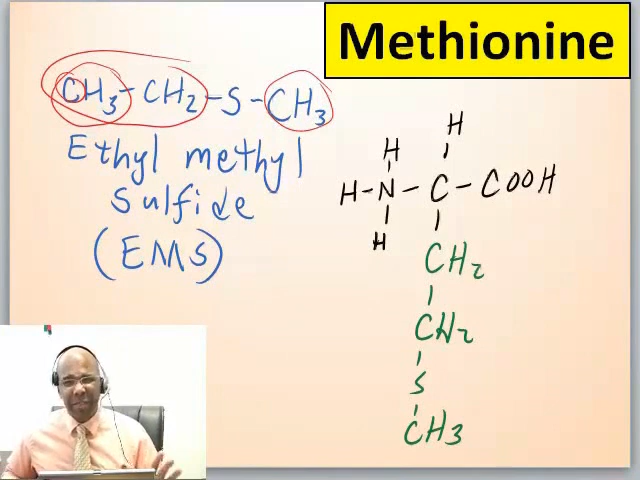 Methionine
CH3-CH2-S-CH3
Ethyl methyl
sulfide
(EMS)
H
H
H-N-C-COOH
H
CH2
CH2
S
CH3